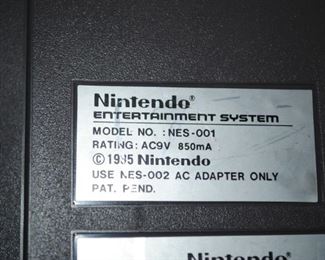 Nintendo®
ENTERTAINMENT SYSTEM
MODEL NO. :NES-001
RATING: AC9V 850mA
©1985 Nintendo
USE NES-002 AC ADAPTER ONLY
PAT. PEND.
Nintendo®